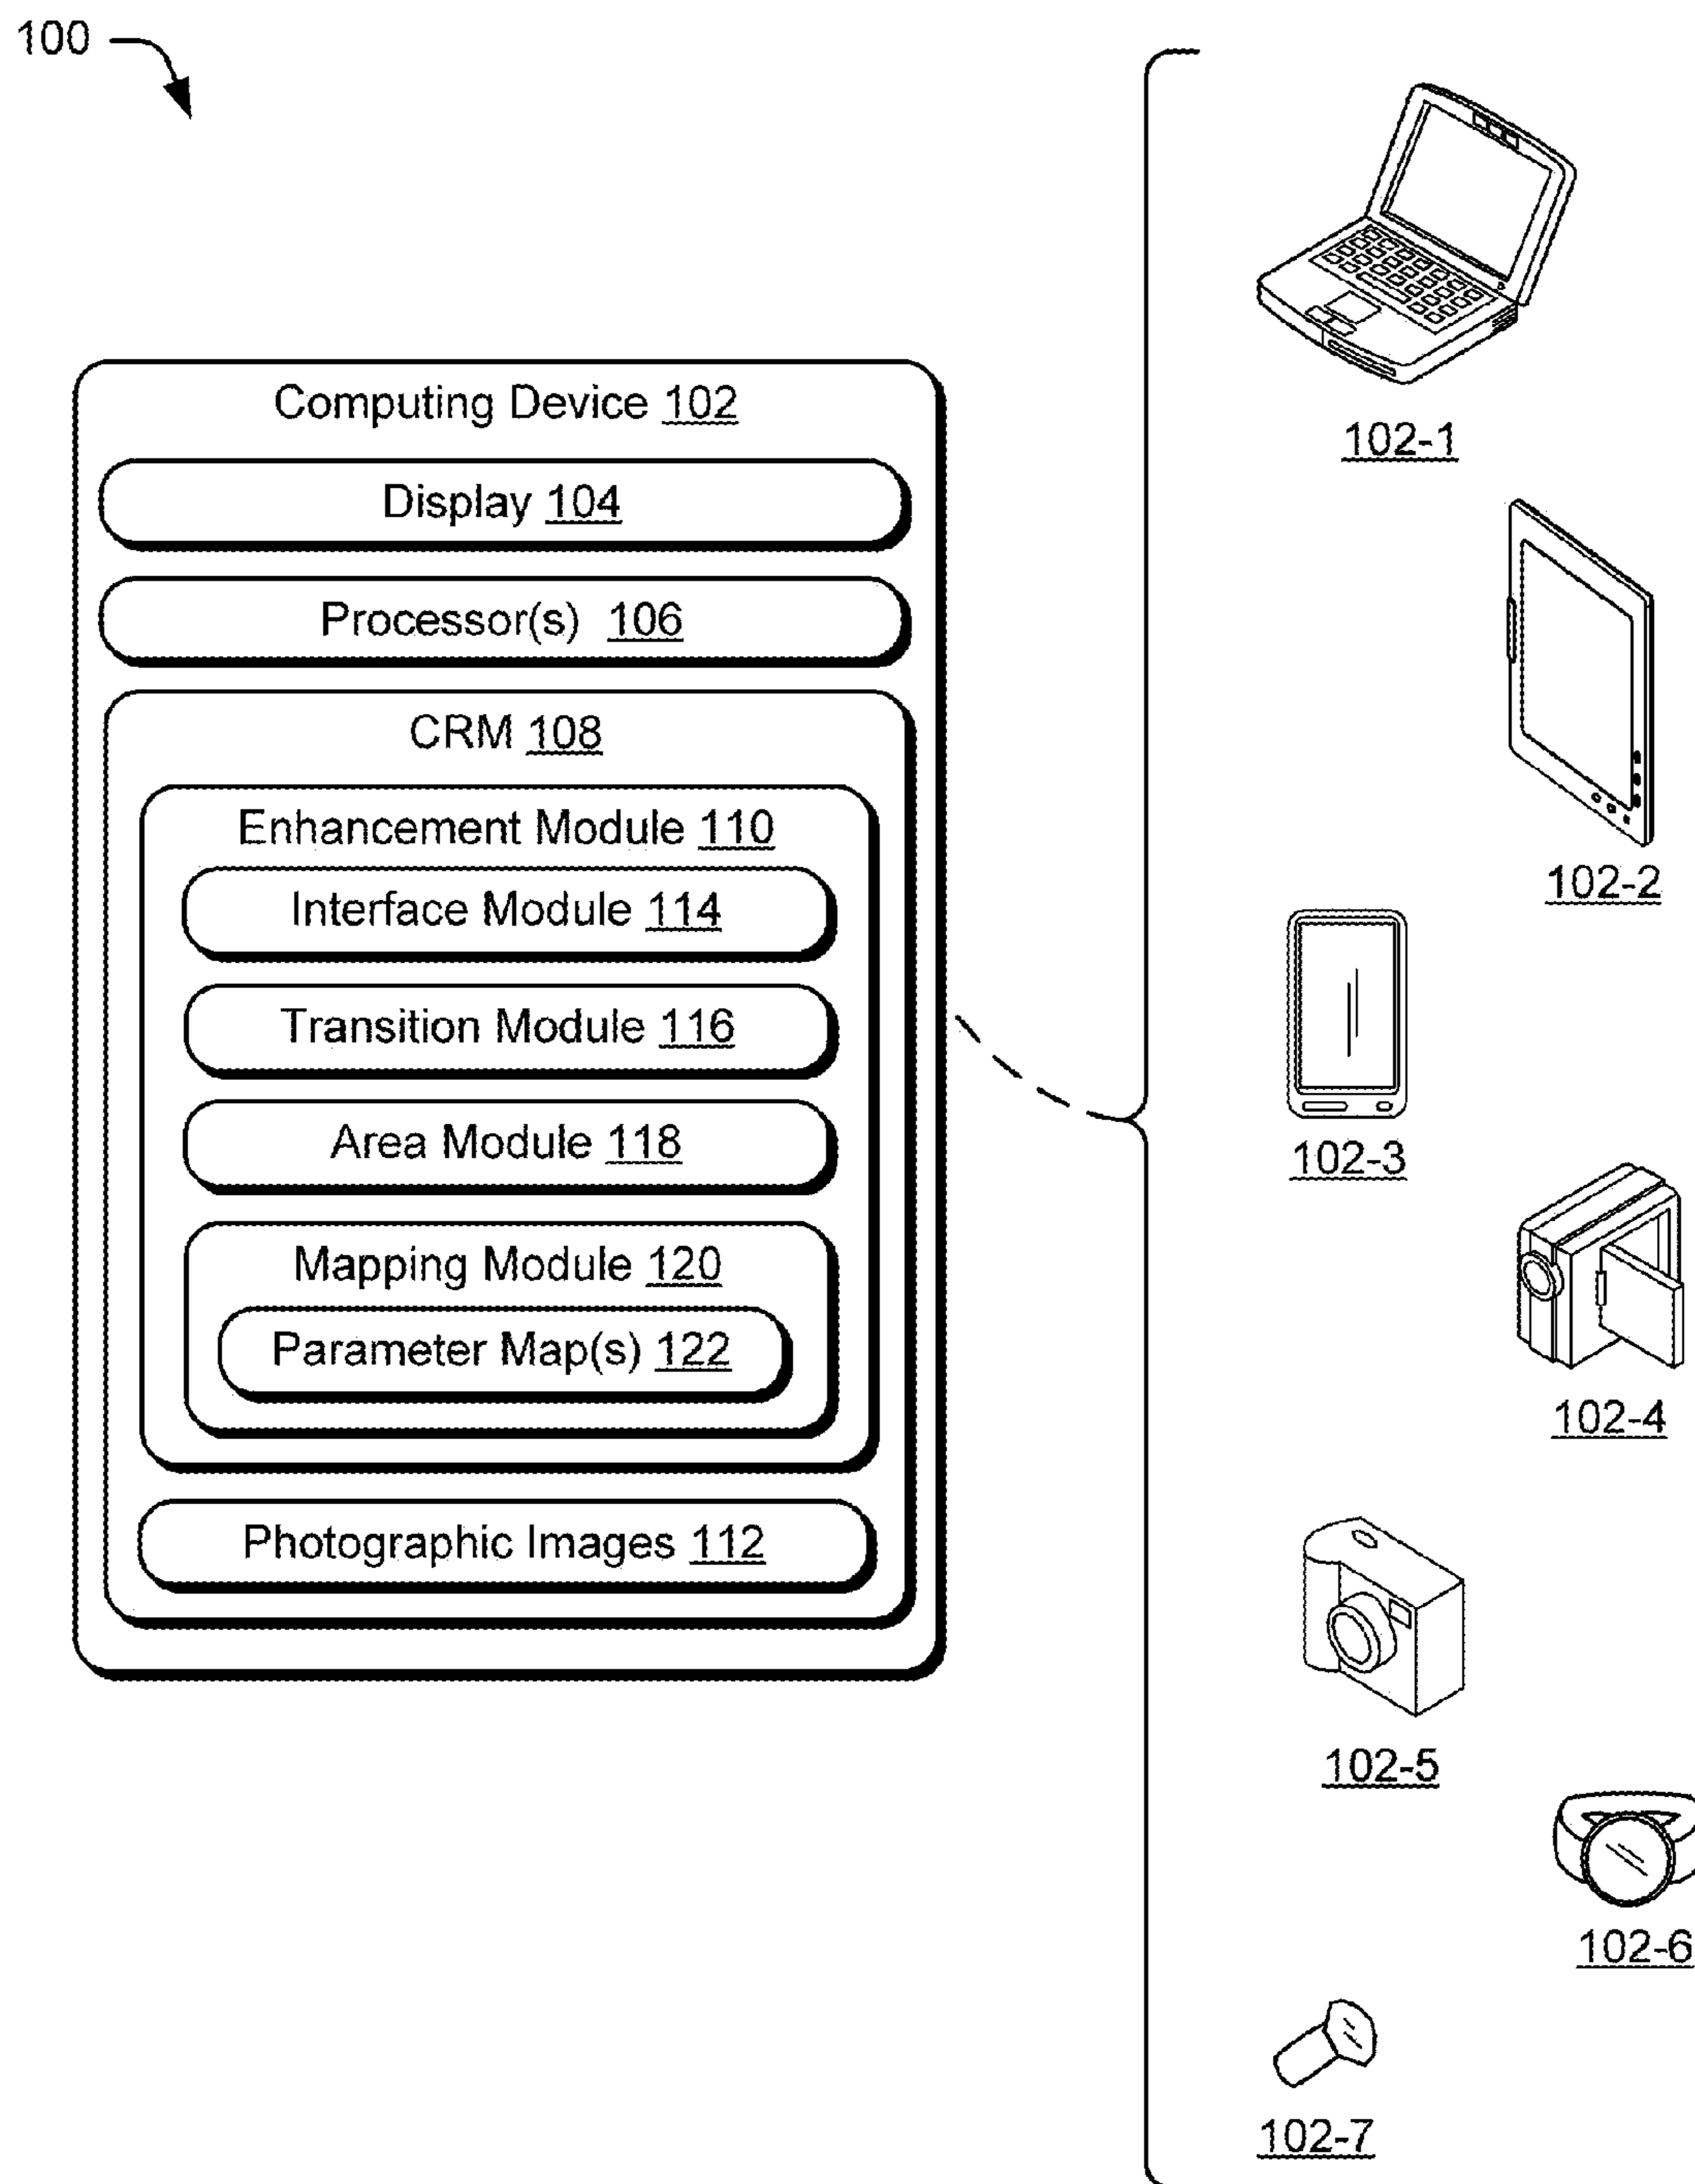 100
Computing Device 102
Display 104
Processor(s) 106
CRM 108
Enhancement Module 110
Interface Module 114
Transition Module 116
Area Module 118
Mapping Module 120
Parameter Map(s) 122
Photographic Images 112
102-1
102-2
102-3
102-4
102-5
102-6
102-7